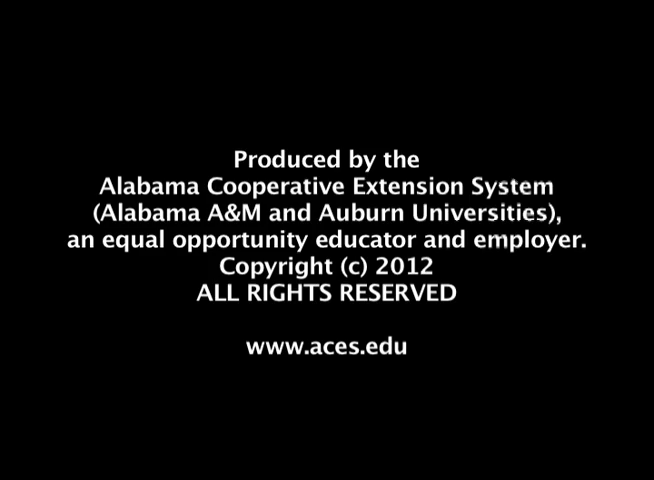 Produced by the
Alabama Cooperative Extension System
(Alabama A&M and Auburn Universities),
an equal opportunity educator and employer.
Copyright (c) 2012
ALL RIGHTS RESERVED
www.aces.edu